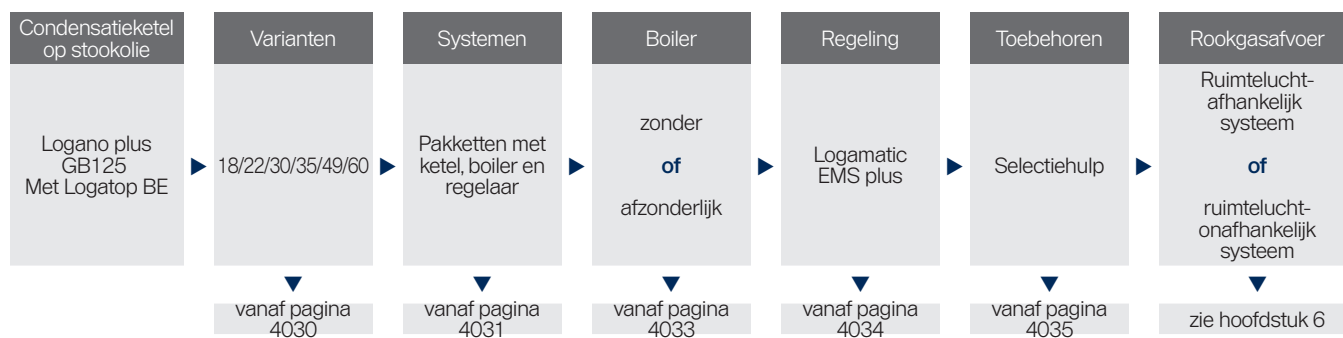 Condensatieketel
op stookolie
Logano plus
GB125
Met Logatop BE
Varianten
18/22/30/35/49/60
vanaf pagina
4030
Systemen
Pakketten met
ketel, boiler en
regelaar
vanaf pagina
4031
Boiler
zonder
of
afzonderlijk
vanaf pagina
4033
Regeling
Logamatic
EMS plus
vanaf pagina
4034
Toebehoren
Selectiehulp
vanaf pagina
4035
Rookgasafvoer
Ruimtelucht-
afhankelijk
systeem
of
ruimtelucht-
onafhankelijk
systeem
zie hoofdstuk 6